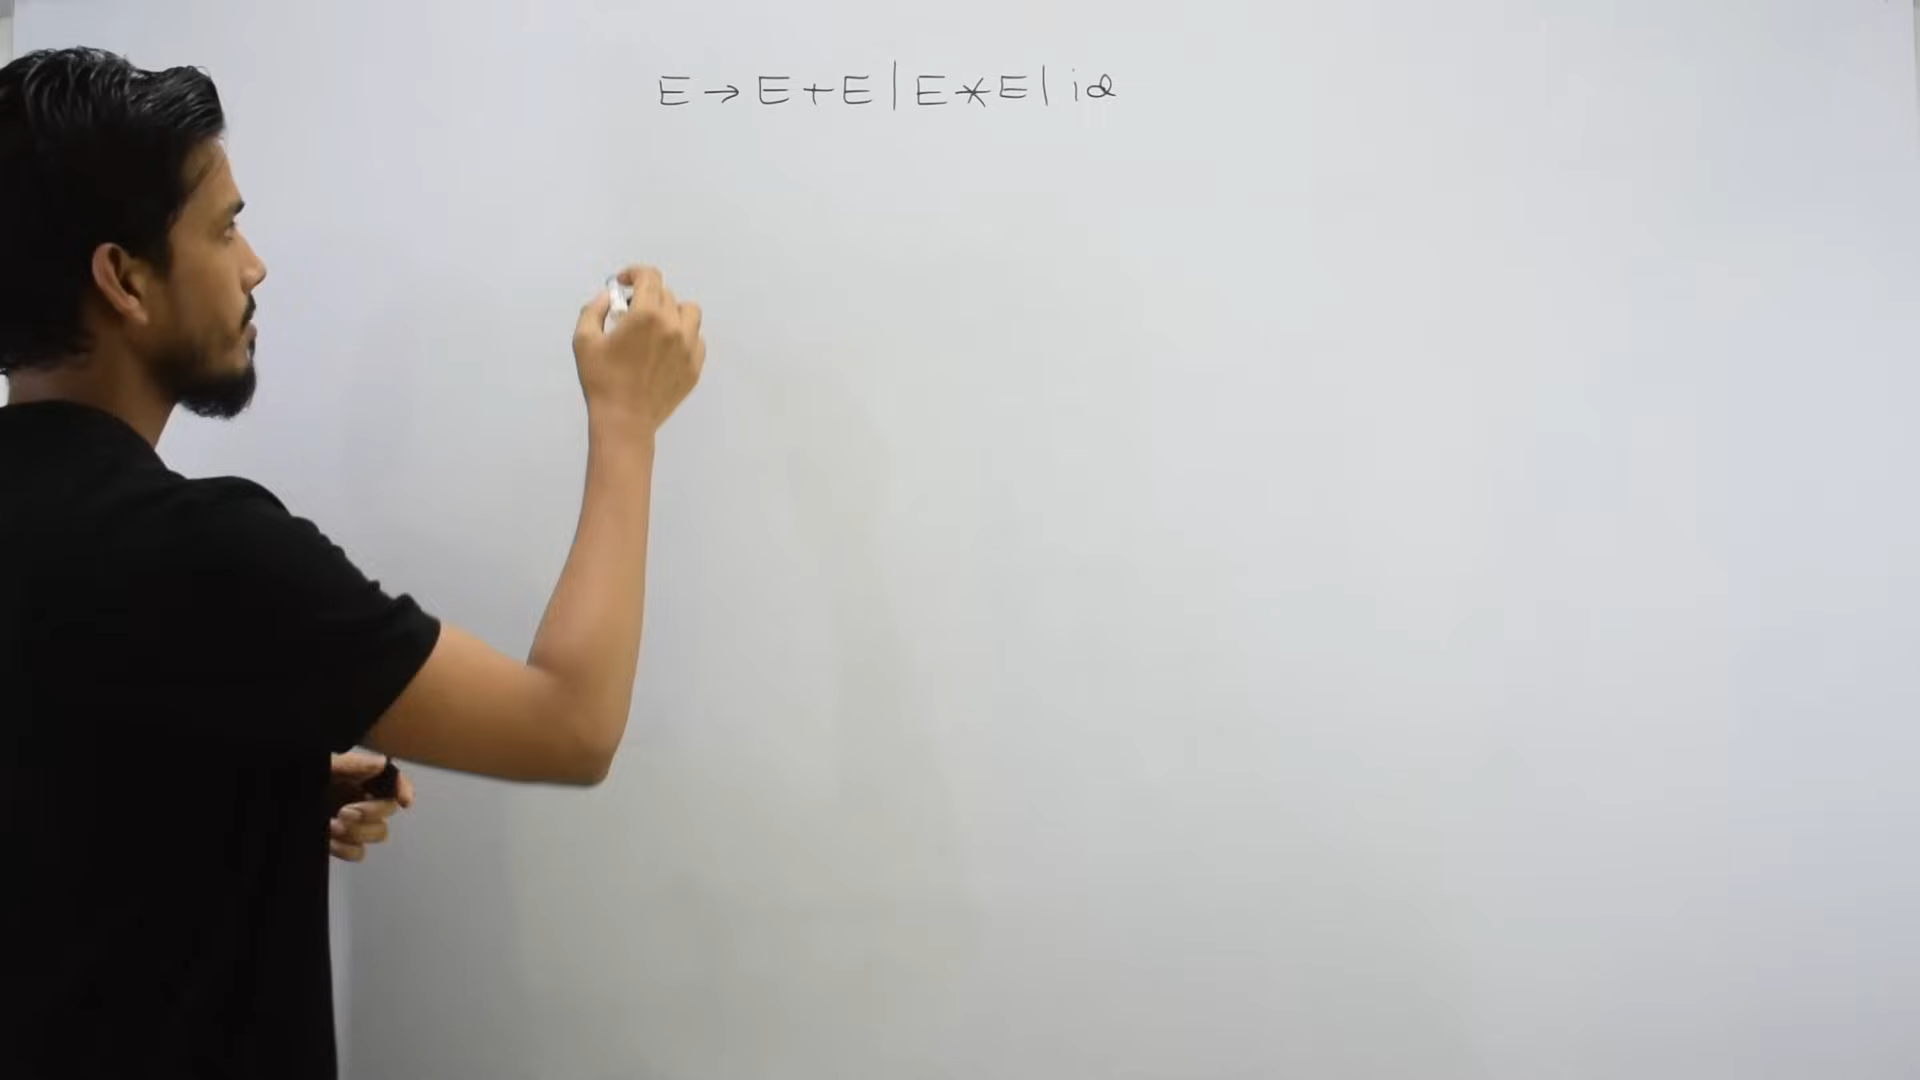 E → E + E | E * E | id